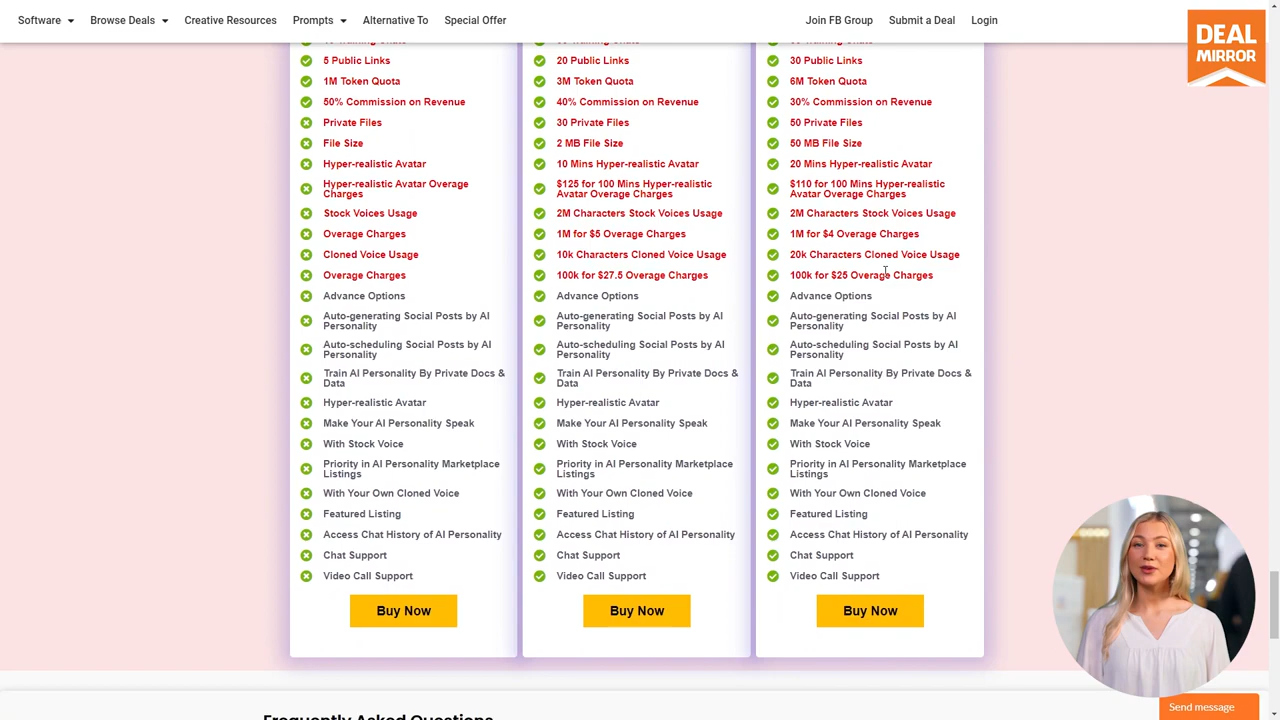 Software
Browse Deals
Creative Resources
Prompts
Alternative To
Special Offer
Join FB Group
Submit a Deal
Login
DEAL
MIRROR
5 Public Links
1M Token Quota
50% Commission on Revenue
Private Files
File Size
Hyper-realistic Avatar
Hyper-realistic Avatar Overage
Charges
Stock Voices Usage
Overage Charges
Cloned Voice Usage
Overage Charges
Advance Options
Auto-generating Social Posts by AI
Personality
Auto-scheduling Social Posts by AI
Personality
Train AI Personality By Private Docs &
Data
Hyper-realistic Avatar
Make Your AI Personality Speak
With Stock Voice
Priority in AI Personality Marketplace
Listings
With Your Own Cloned Voice
Featured Listing
Access Chat History of AI Personality
Chat Support
Video Call Support
Buy Now
20 Public Links
3M Token Quota
40% Commission on Revenue
30 Private Files
2 MB File Size
10 Mins Hyper-realistic Avatar
$125 for 100 Mins Hyper-realistic
Avatar Overage Charges
2M Characters Stock Voices Usage
1M for $5 Overage Charges
10k Characters Cloned Voice Usage
100k for $27.5 Overage Charges
Advance Options
Auto-generating Social Posts by AI
Personality
Auto-scheduling Social Posts by AI
Personality
Train AI Personality By Private Docs &
Data
Hyper-realistic Avatar
Make Your AI Personality Speak
With Stock Voice
Priority in AI Personality Marketplace
Listings
With Your Own Cloned Voice
Featured Listing
Access Chat History of AI Personality
Chat Support
Video Call Support
Buy Now
30 Public Links
6M Token Quota
30% Commission on Revenue
50 Private Files
50 MB File Size
20 Mins Hyper-realistic Avatar
$110 for 100 Mins Hyper-realistic
Avatar Overage Charges
2M Characters Stock Voices Usage
1M for $4 Overage Charges
20k Characters Cloned Voice Usage
100k for $25 Overage Charges
Advance Options
Auto-generating Social Posts by AI
Personality
Auto-scheduling Social Posts by AI
Personality
Train AI Personality By Private Docs &
Data
Hyper-realistic Avatar
Make Your AI Personality Speak
With Stock Voice
Priority in AI Personality Marketplace
Listings
With Your Own Cloned Voice
Featured Listing
Access Chat History of AI Personality
Chat Support
Video Call Support
Buy Now
Frequently Asked Questions
Send message